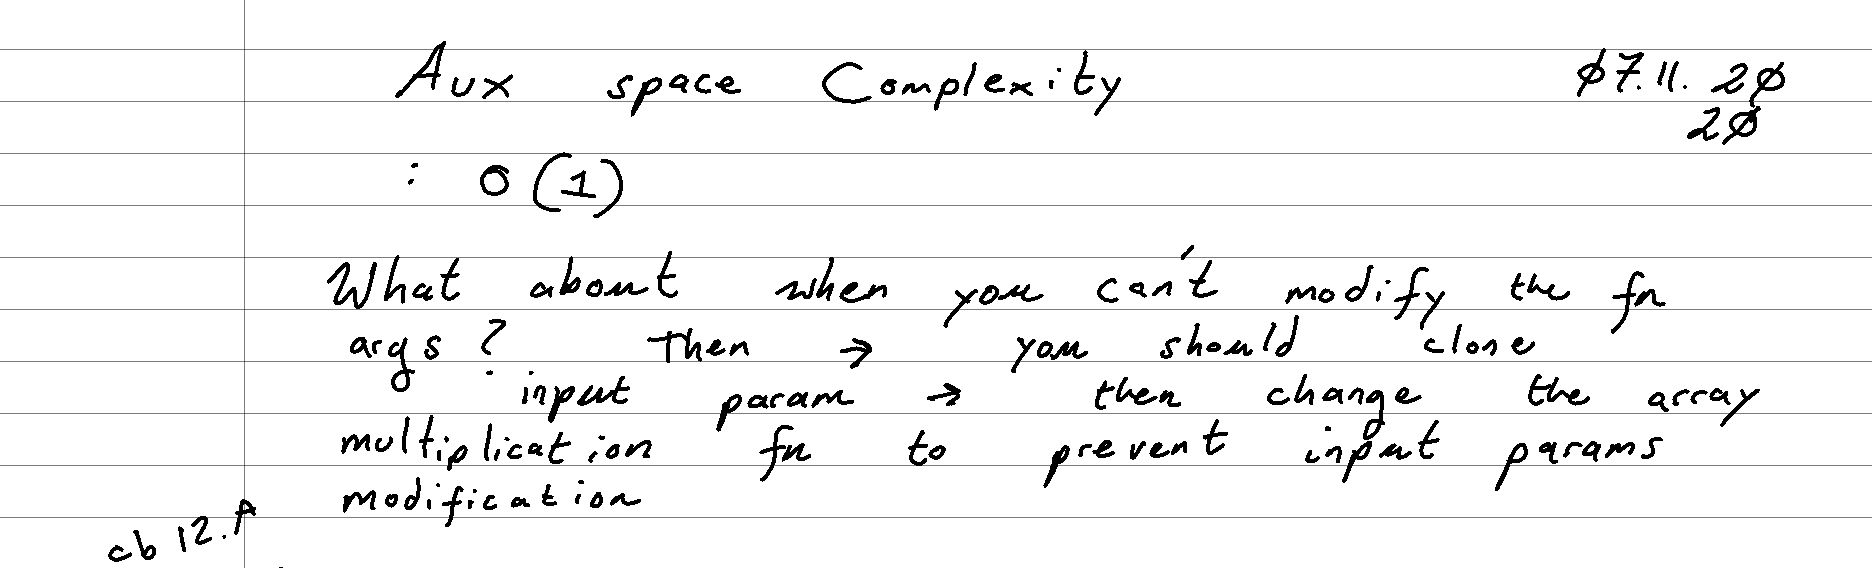 Aux space Complexity
Ø7.11.2Ø
2Ø
: O(1)
What about when you can't modify the fn
args? Then → you should clone
input param → then change the array
multiplication fn to prevent input params
modification
cb 12.A